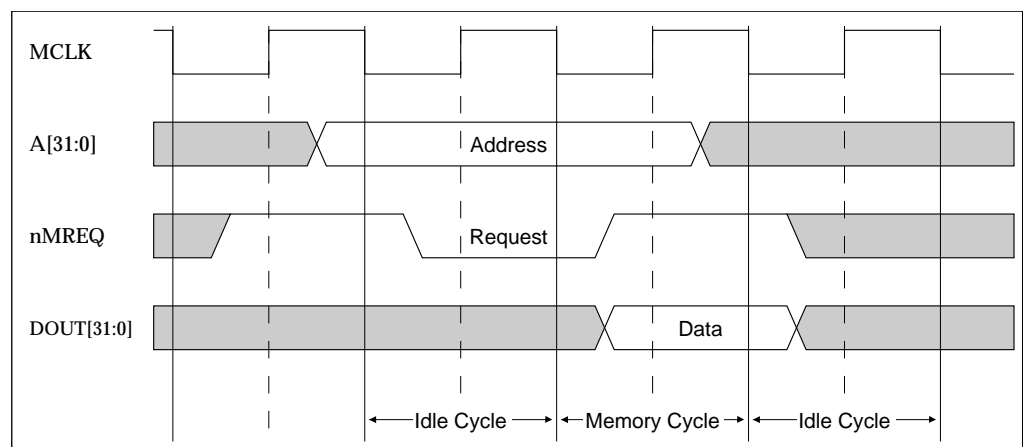 MCLK
A[31:0]
Address
nMREQ
Request
DOUT[31:0]
Data
Idle Cycle
Memory Cycle
Idle Cycle